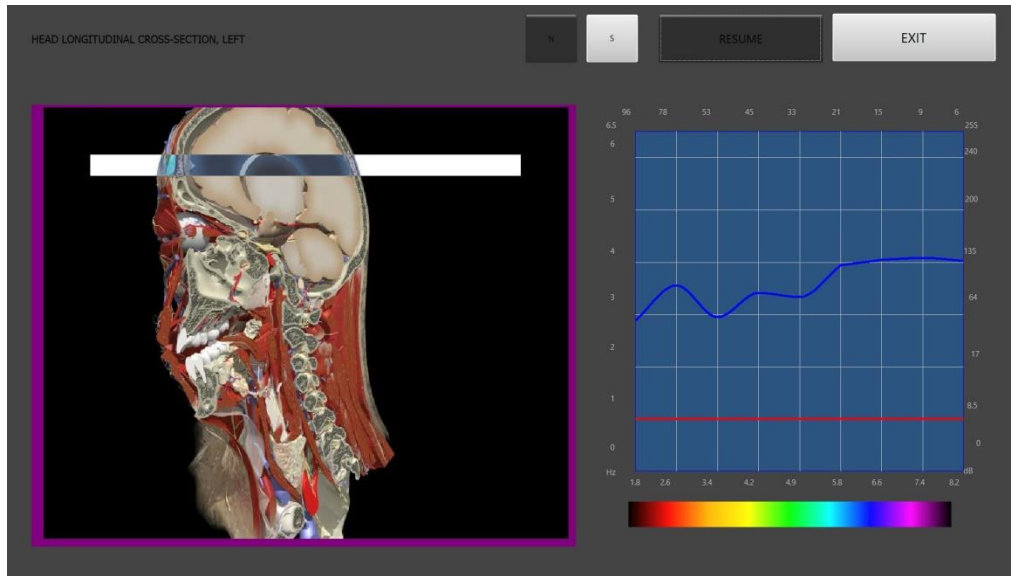 HEAD LONGITUDINAL CROSS-SECTION, LEFT
N
S
RESUME
EXIT
96 78 53 45 33 21 15 9 6
6.5 255
6 240
5 200
4 135
3 64
2 17
1 8.5
0 0
Hz dB
1.8 2.6 3.4 4.2 4.9 5.8 6.6 7.4 8.2